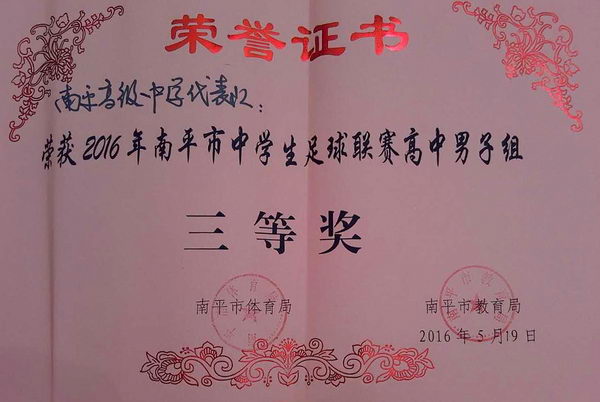 荣誉证书
南平高级中学代表队：
荣获2016年南平市中学生足球联赛高中男子组
三等奖
南平市体育局
南平市教育局
2016年5月19日